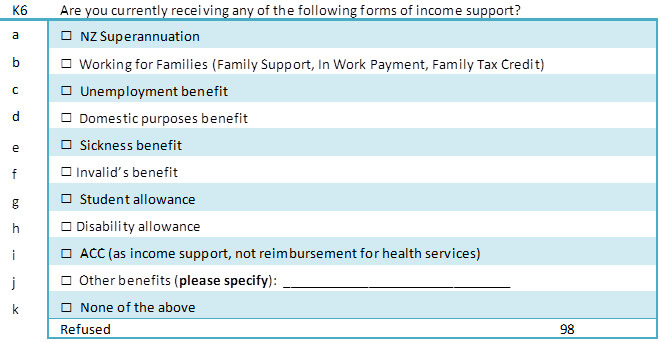 K6 Are you currently receiving any of the following forms of income support?
a ☐ NZ Superannuation
b ☐ Working for Families (Family Support, In Work Payment, Family Tax Credit)
c ☐ Unemployment benefit
d ☐ Domestic purposes benefit
e ☐ Sickness benefit
f ☐ Invalid's benefit
g ☐ Student allowance
h ☐ Disability allowance
i ☐ ACC (as income support, not reimbursement for health services)
j ☐ Other benefits (please specify): ________________________________
k ☐ None of the above
Refused 98